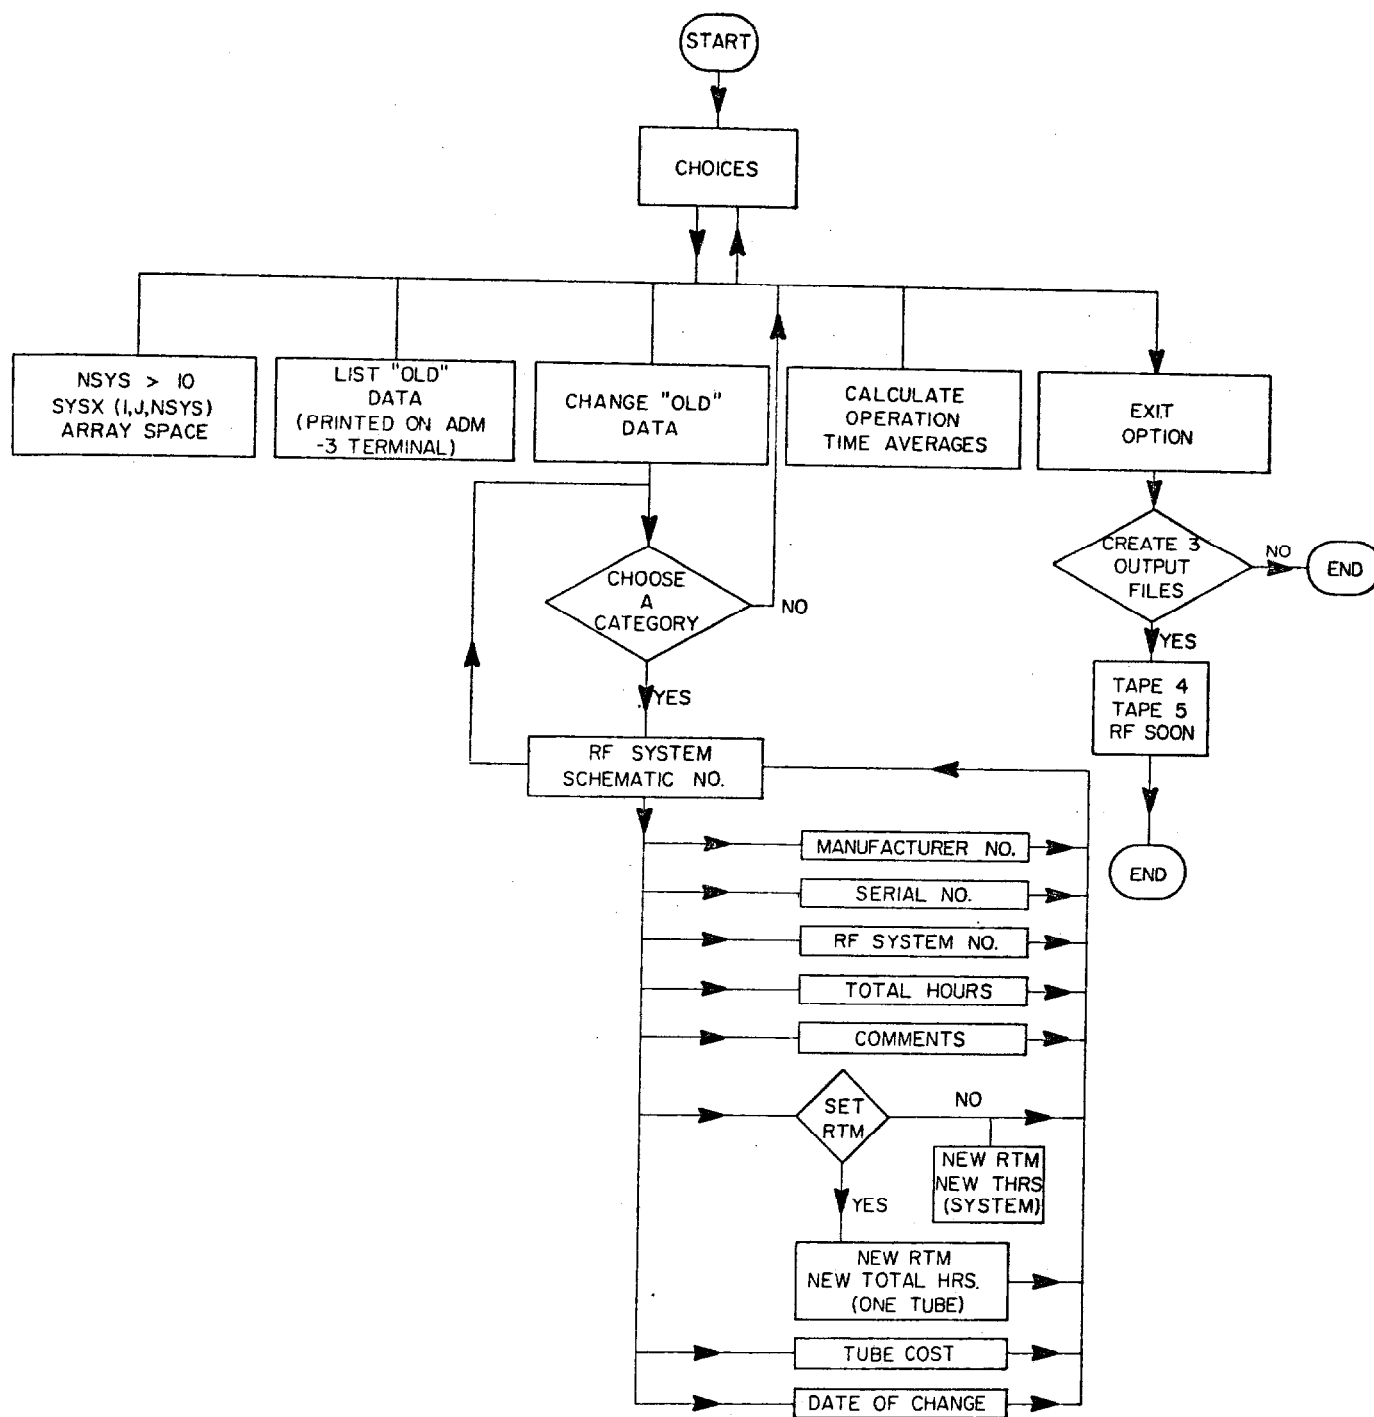 START
CHOICES
NSYS > 10
SYSX (I,J,NSYS)
ARRAY SPACE
LIST "OLD"
DATA
(PRINTED ON ADM
-3 TERMINAL)
CHANGE "OLD"
DATA
CALCULATE
OPERATION
TIME AVERAGES
EXIT
OPTION
CHOOSE
A
CATEGORY
NO
YES
CREATE 3
OUTPUT
FILES
NO
END
YES
TAPE 4
TAPE 5
RF SOON
END
RF SYSTEM
SCHEMATIC NO.
MANUFACTURER NO.
SERIAL NO.
RF SYSTEM NO.
TOTAL HOURS
COMMENTS
SET
RTM
NO
NEW RTM
NEW THRS
(SYSTEM)
YES
NEW RTM
NEW TOTAL HRS.
(ONE TUBE)
TUBE COST
DATE OF CHANGE